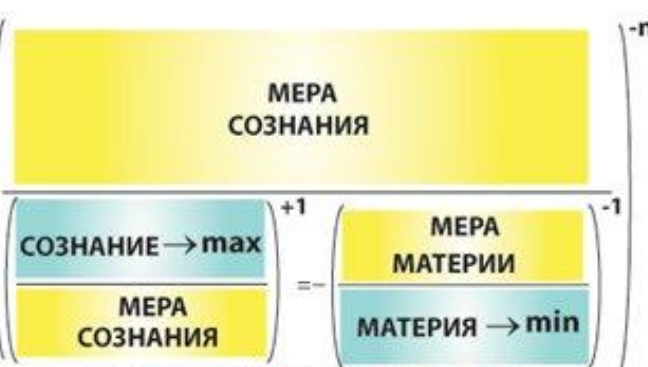 МЕРА
СОЗНАНИЯ
-n
СОЗНАНИЕ→max
+1
МЕРА
СОЗНАНИЯ
=-
МЕРА
МАТЕРИИ
-1
МАТЕРИЯ→min